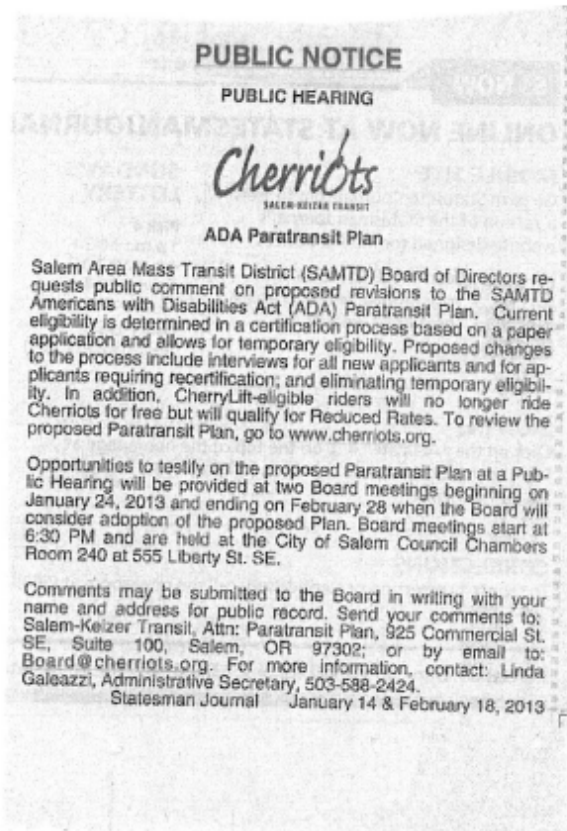 PUBLIC NOTICE
PUBLIC HEARING
Cherriots
SALEM-KEIZER TRANSIT
ADA Paratransit Plan
Salem Area Mass Transit District (SAMTD) Board of Directors re-
quests public comment on proposed revisions to the SAMTD
Americans with Disabilities Act (ADA) Paratransit Plan. Current
eligibility is determined in a certification process based on a paper
application and allows for temporary eligibility. Proposed changes
to the process include interviews for all new applicants and for ap-
plicants requiring recertification, and eliminating temporary eligibil-
ity. In addition, CherryLift-eligible riders will no longer ride
Cherriots for free but will qualify for Reduced Rates. To review the
proposed Paratransit Plan, go to www.cherriots.org.
Opportunities to testify on the proposed Paratransit Plan at a Pub-
lic Hearing will be provided at two Board meetings beginning on
January 24, 2013 and ending on February 28 when the Board will
consider adoption of the proposed Plan. Board meetings start at
6:30 PM and are held at the City of Salem Council Chambers
Room 240 at 555 Liberty St. SE.
Comments may be submitted to the Board in writing with your
name and address for public record. Send your comments to:
Salem-Keizer Transit, Attn: Paratransit Plan, 925 Commercial St.
SE, Suite 100, Salem, OR 97302; or by email to:
Board@cherriots.org. For more information, contact: Linda
Galeazzi, Administrative Secretary, 503-588-2424.
Statesman Journal January 14 & February 18, 2013